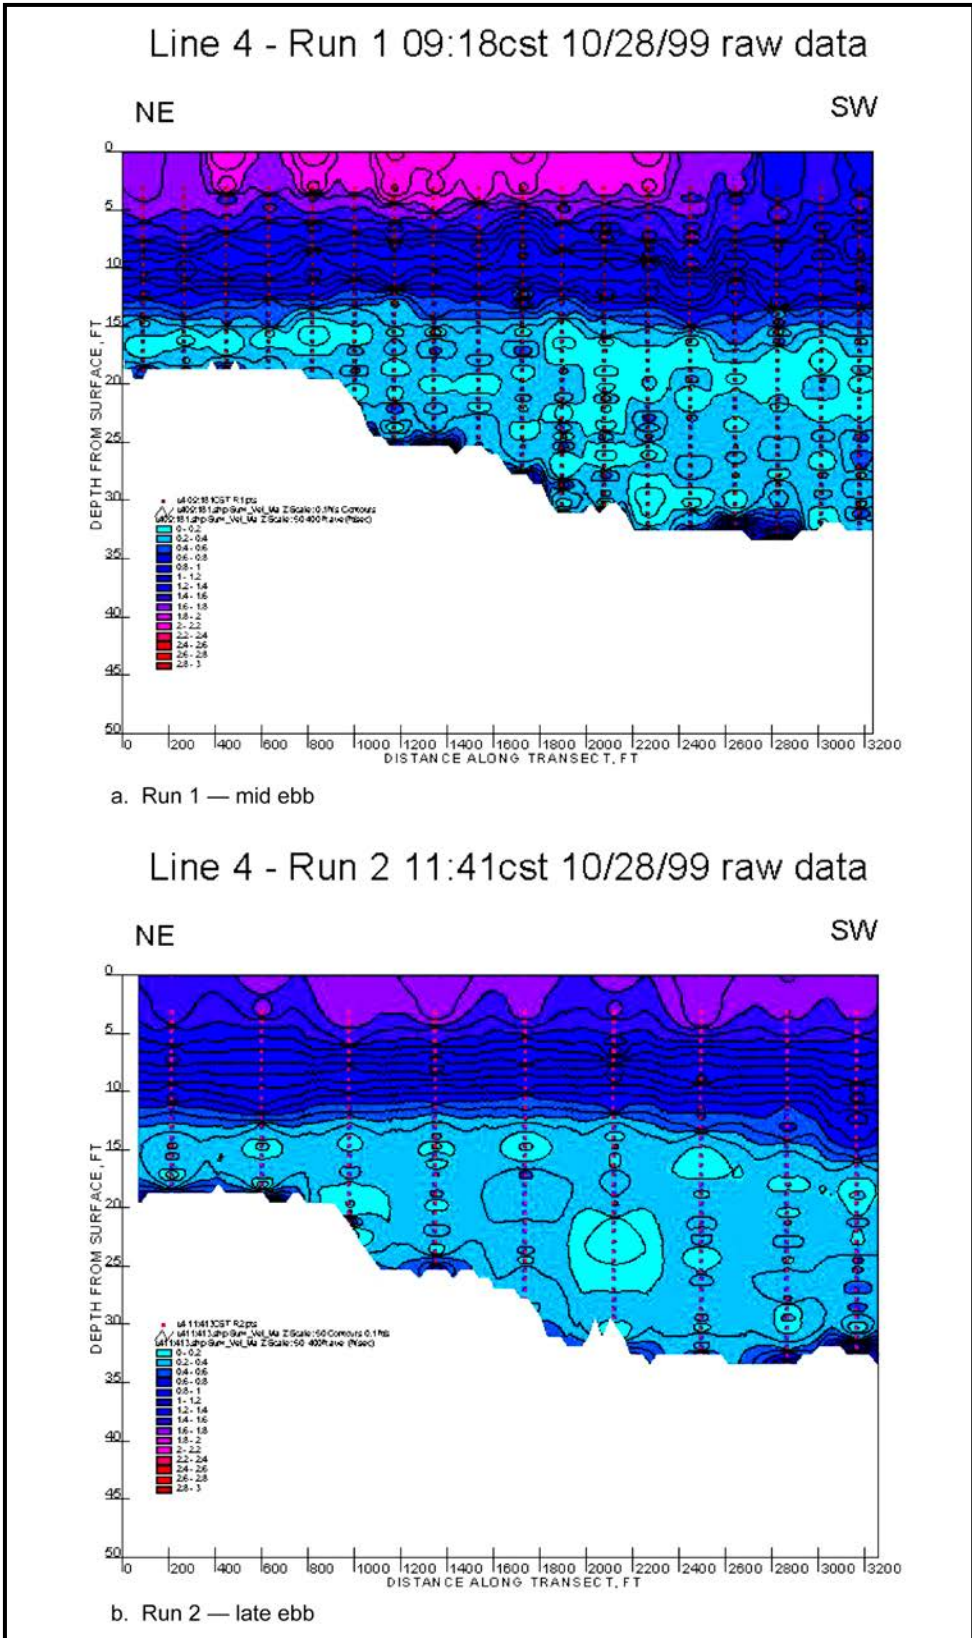 Line 4 - Run 1 09:18cst 10/28/99 raw data
NE
SW
0
5
10
15
20
25
30
35
40
45
50
DEPTH FROM SURFACE, FT
0 - 0.2
0.2 - 0.4
0.4 - 0.6
0.6 - 0.8
0.8 - 1
1 - 1.2
1.2 - 1.4
1.4 - 1.6
1.6 - 1.8
1.8 - 2
2 - 2.2
2.2 - 2.4
2.4 - 2.6
2.6 - 2.8
2.8 - 3
0 200 400 600 800 1000 1200 1400 1600 1800 2000 2200 2400 2600 2800 3000 3200
DISTANCE ALONG TRANSECT, FT
a. Run 1 — mid ebb
Line 4 - Run 2 11:41cst 10/28/99 raw data
NE
SW
0
5
10
15
20
25
30
35
40
45
50
DEPTH FROM SURFACE, FT
0 - 0.2
0.2 - 0.4
0.4 - 0.6
0.6 - 0.8
0.8 - 1
1 - 1.2
1.2 - 1.4
1.4 - 1.6
1.6 - 1.8
1.8 - 2
2 - 2.2
2.2 - 2.4
2.4 - 2.6
2.6 - 2.8
2.8 - 3
0 200 400 600 800 1000 1200 1400 1600 1800 2000 2200 2400 2600 2800 3000 3200
DISTANCE ALONG TRANSECT, FT
b. Run 2 — late ebb